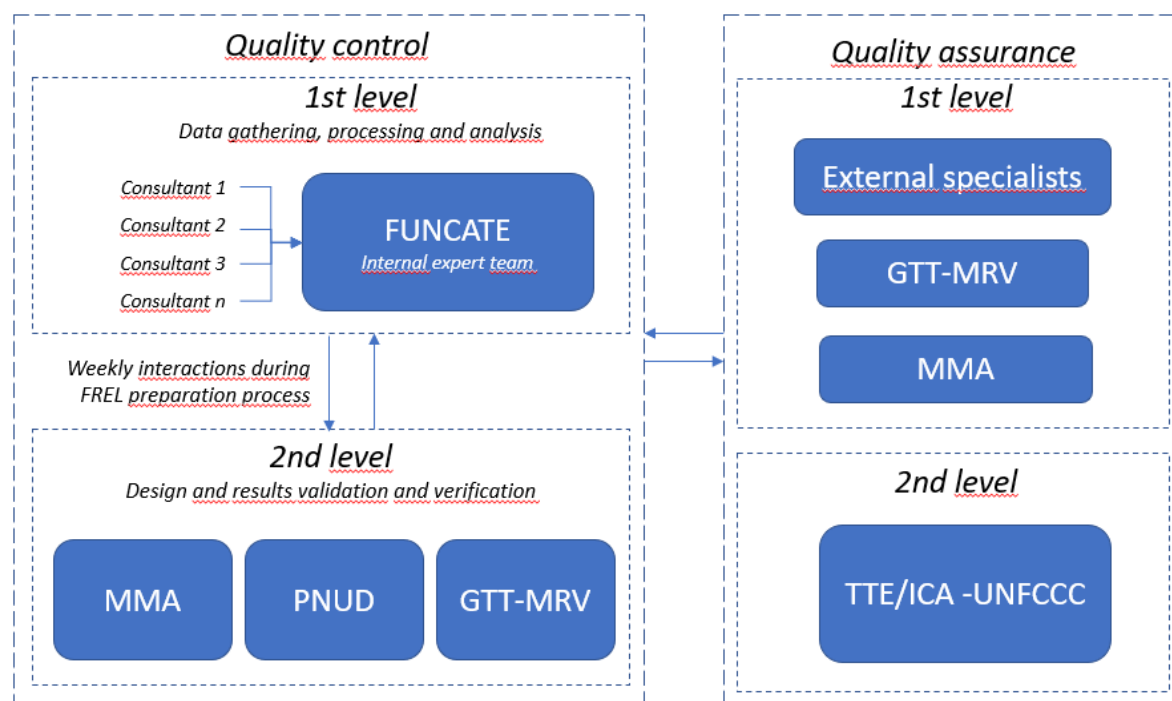 Quality control
1st level
Data gathering, processing and analysis
Consultant 1
Consultant 2
Consultant 3
Consultant n
FUNCATE
Internal expert team
Weekly interactions during
FREL preparation process
2nd level
Design and results validation and verification
MMA
PNUD
GTT-MRV
Quality assurance
1st level
External specialists
GTT-MRV
MMA
2nd level
TTE/ICA -UNFCCC